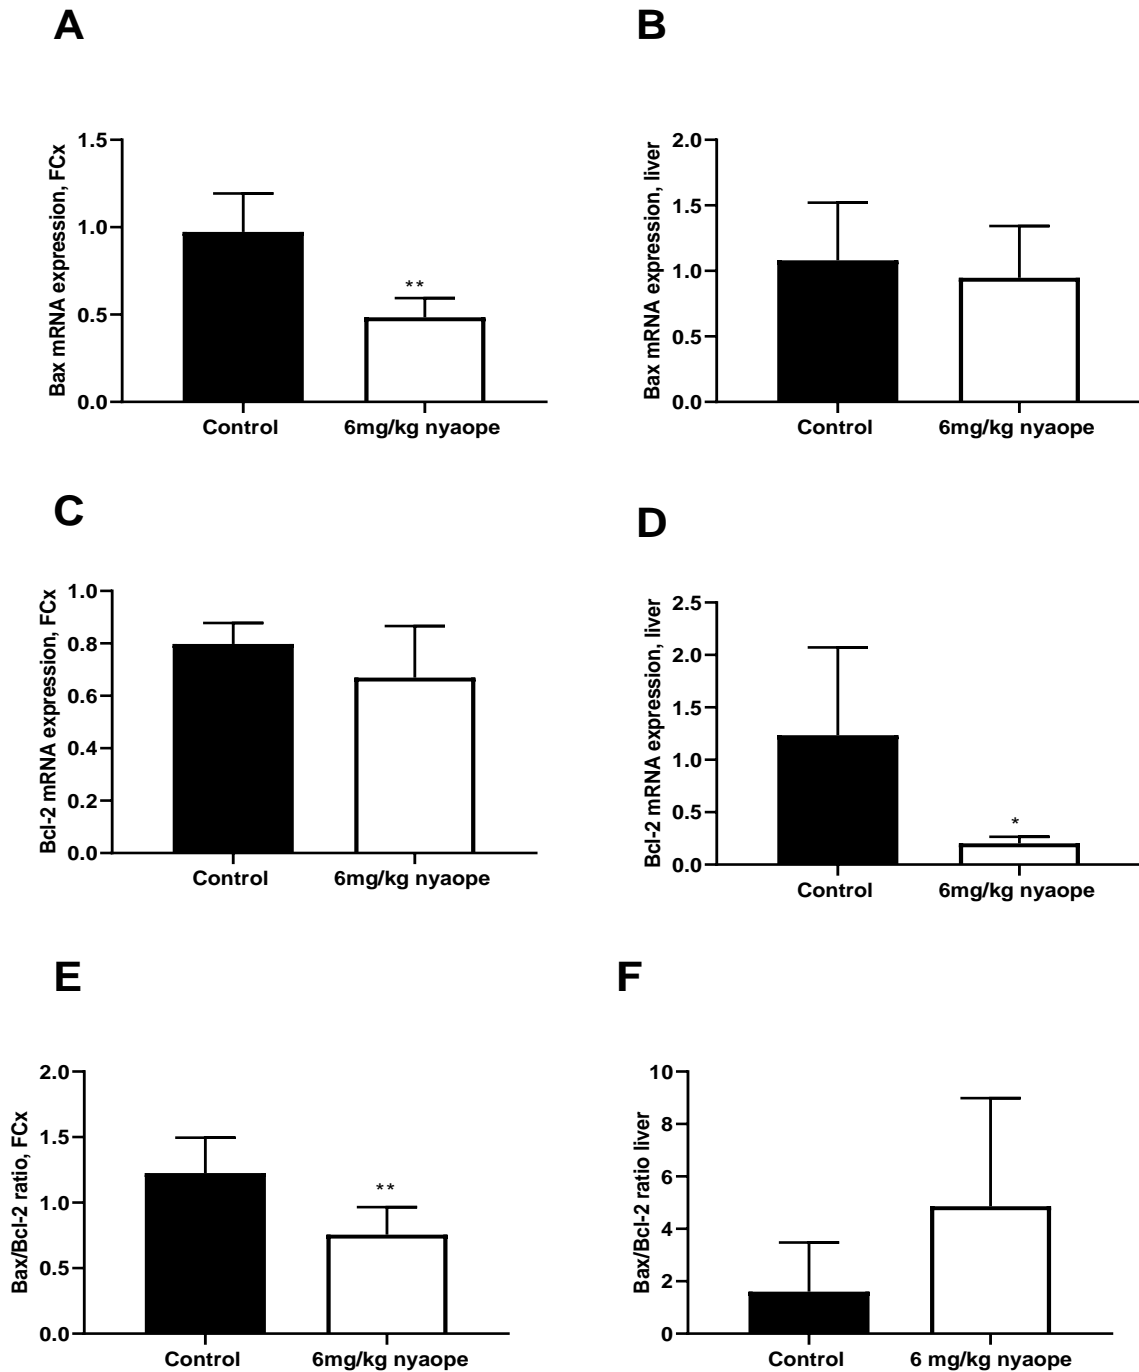 A
Bax mRNA expression, FCx
1.5
1.0
0.5
0.0
**
Control
6mg/kg nyaope
B
Bax mRNA expression, liver
2.0
1.5
1.0
0.5
0.0
Control
6mg/kg nyaope
C
Bcl-2 mRNA expression, FCx
1.0
0.8
0.6
0.4
0.2
0.0
Control
6mg/kg nyaope
D
Bcl-2 mRNA expression, liver
2.5
2.0
1.5
1.0
0.5
0.0
*
Control
6mg/kg nyaope
E
Bax/Bcl-2 ratio, FCx
2.0
1.5
1.0
0.5
0.0
**
Control
6mg/kg nyaope
F
Bax/Bcl-2 ratio liver
10
8
6
4
2
0
Control
6 mg/kg nyaope